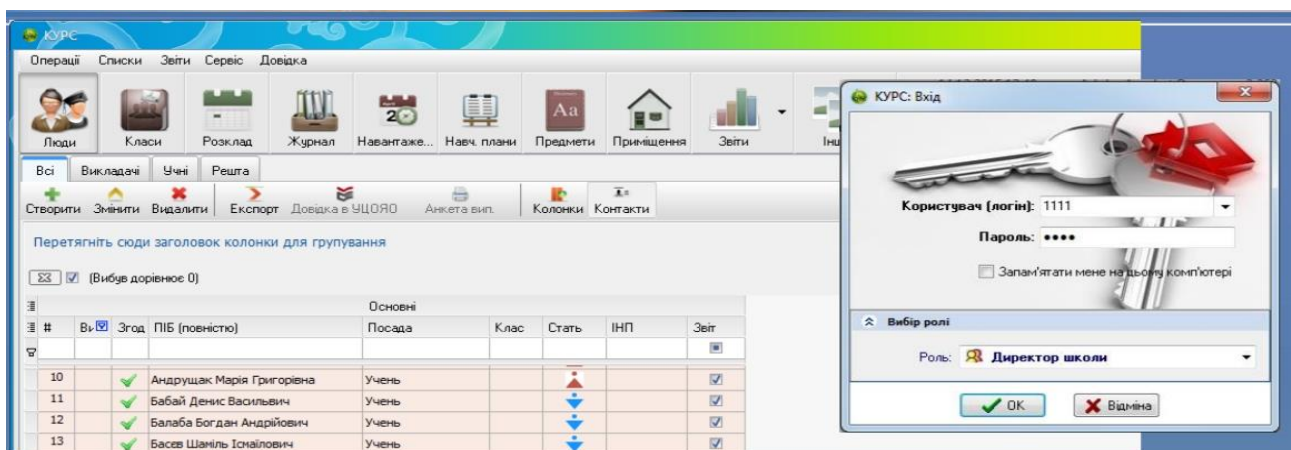 КУРС
Операції Списки Звіти Сервіс Довідка
Люди Класи Розклад Журнал Навантаже... Навч. плани Предмети Приміщення Звіти
Всі Викладачі Учні Решта
Створити Змінити Видалити Експорт Довідка в УЦОЯО Анкета вип. Колонки Контакти
Перетягніть сюди заголовок колонки для групування
(Вибув дорівнює 0)
Основні
# Ви Згод ПІБ (повністю) Посада Клас Стать ІНП Звіт
10 Андрущак Марія Григорівна Учень
11 Бабай Денис Васильвич Учень
12 Балаба Богдан Андрійович Учень
13 Басєв Шаміль Ісмаїлович Учень
КУРС: Вхід
Користувач (логін): 1111
Пароль: ●●●●
Запам'ятати мене на цьому комп'ютері
Вибір ролі
Роль: Директор школи
OK Відміна